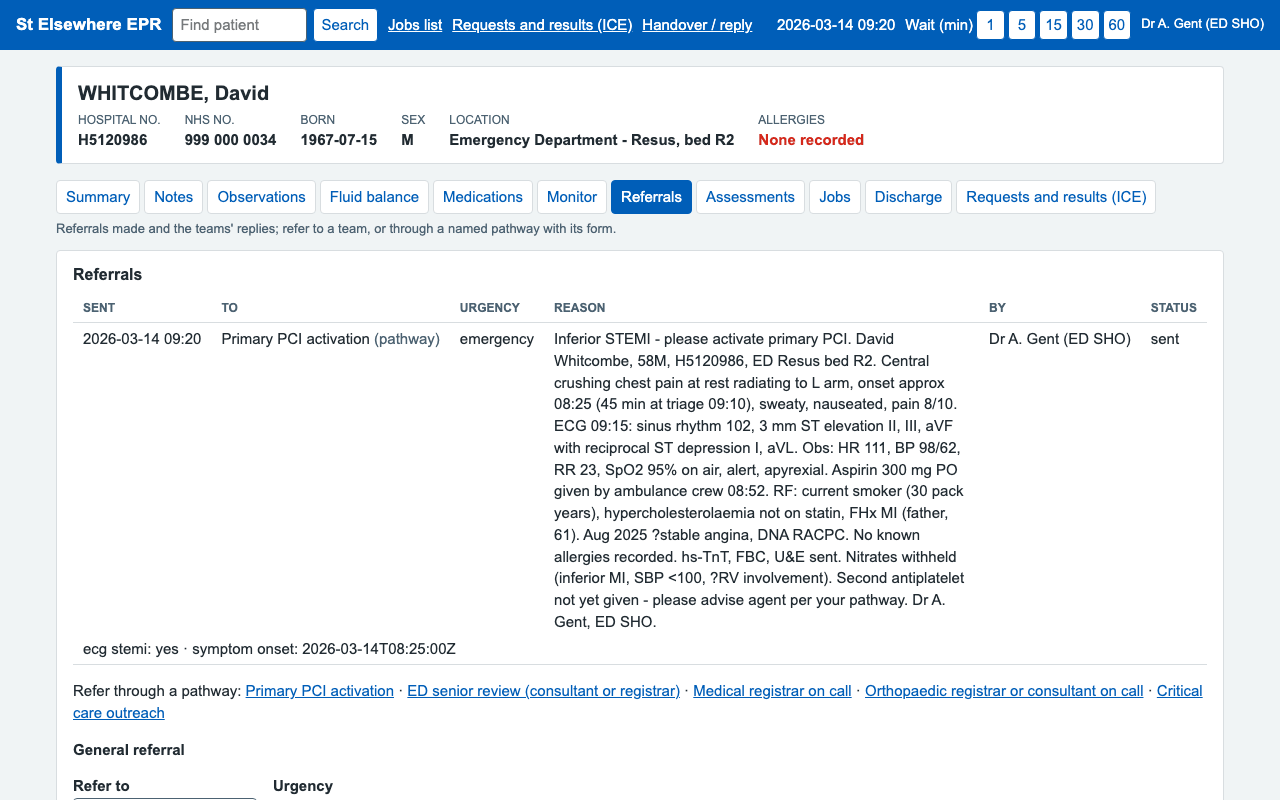 St Elsewhere EPR Find patient Search Jobs list Requests and results (ICE) Handover / reply 2026-03-14 09:20 Wait (min) 1 5 15 30 60 Dr A. Gent (ED SHO)
WHITCOMBE, David
HOSPITAL NO. NHS NO. BORN SEX LOCATION ALLERGIES
H5120986 999 000 0034 1967-07-15 M Emergency Department - Resus, bed R2 None recorded
Summary Notes Observations Fluid balance Medications Monitor Referrals Assessments Jobs Discharge Requests and results (ICE)
Referrals made and the teams' replies; refer to a team, or through a named pathway with its form.
Referrals
SENT TO URGENCY REASON BY STATUS
2026-03-14 09:20 Primary PCI activation (pathway) emergency Inferior STEMI - please activate primary PCI. David Dr A. Gent (ED SHO) sent
Whitcombe, 58M, H5120986, ED Resus bed R2. Central
crushing chest pain at rest radiating to L arm, onset approx
08:25 (45 min at triage 09:10), sweaty, nauseated, pain 8/10.
ECG 09:15: sinus rhythm 102, 3 mm ST elevation II, III, aVF
with reciprocal ST depression I, aVL. Obs: HR 111, BP 98/62,
RR 23, SpO2 95% on air, alert, apyrexial. Aspirin 300 mg PO
given by ambulance crew 08:52. RF: current smoker (30 pack
years), hypercholesterolaemia not on statin, FHx MI (father,
61). Aug 2025 ?stable angina, DNA RACPC. No known
allergies recorded. hs-TnT, FBC, U&E sent. Nitrates withheld
(inferior MI, SBP <100, ?RV involvement). Second antiplatelet
not yet given - please advise agent per your pathway. Dr A.
Gent, ED SHO.
ecg stemi: yes · symptom onset: 2026-03-14T08:25:00Z
Refer through a pathway: Primary PCI activation · ED senior review (consultant or registrar) · Medical registrar on call · Orthopaedic registrar or consultant on call · Critical
care outreach
General referral
Refer to Urgency